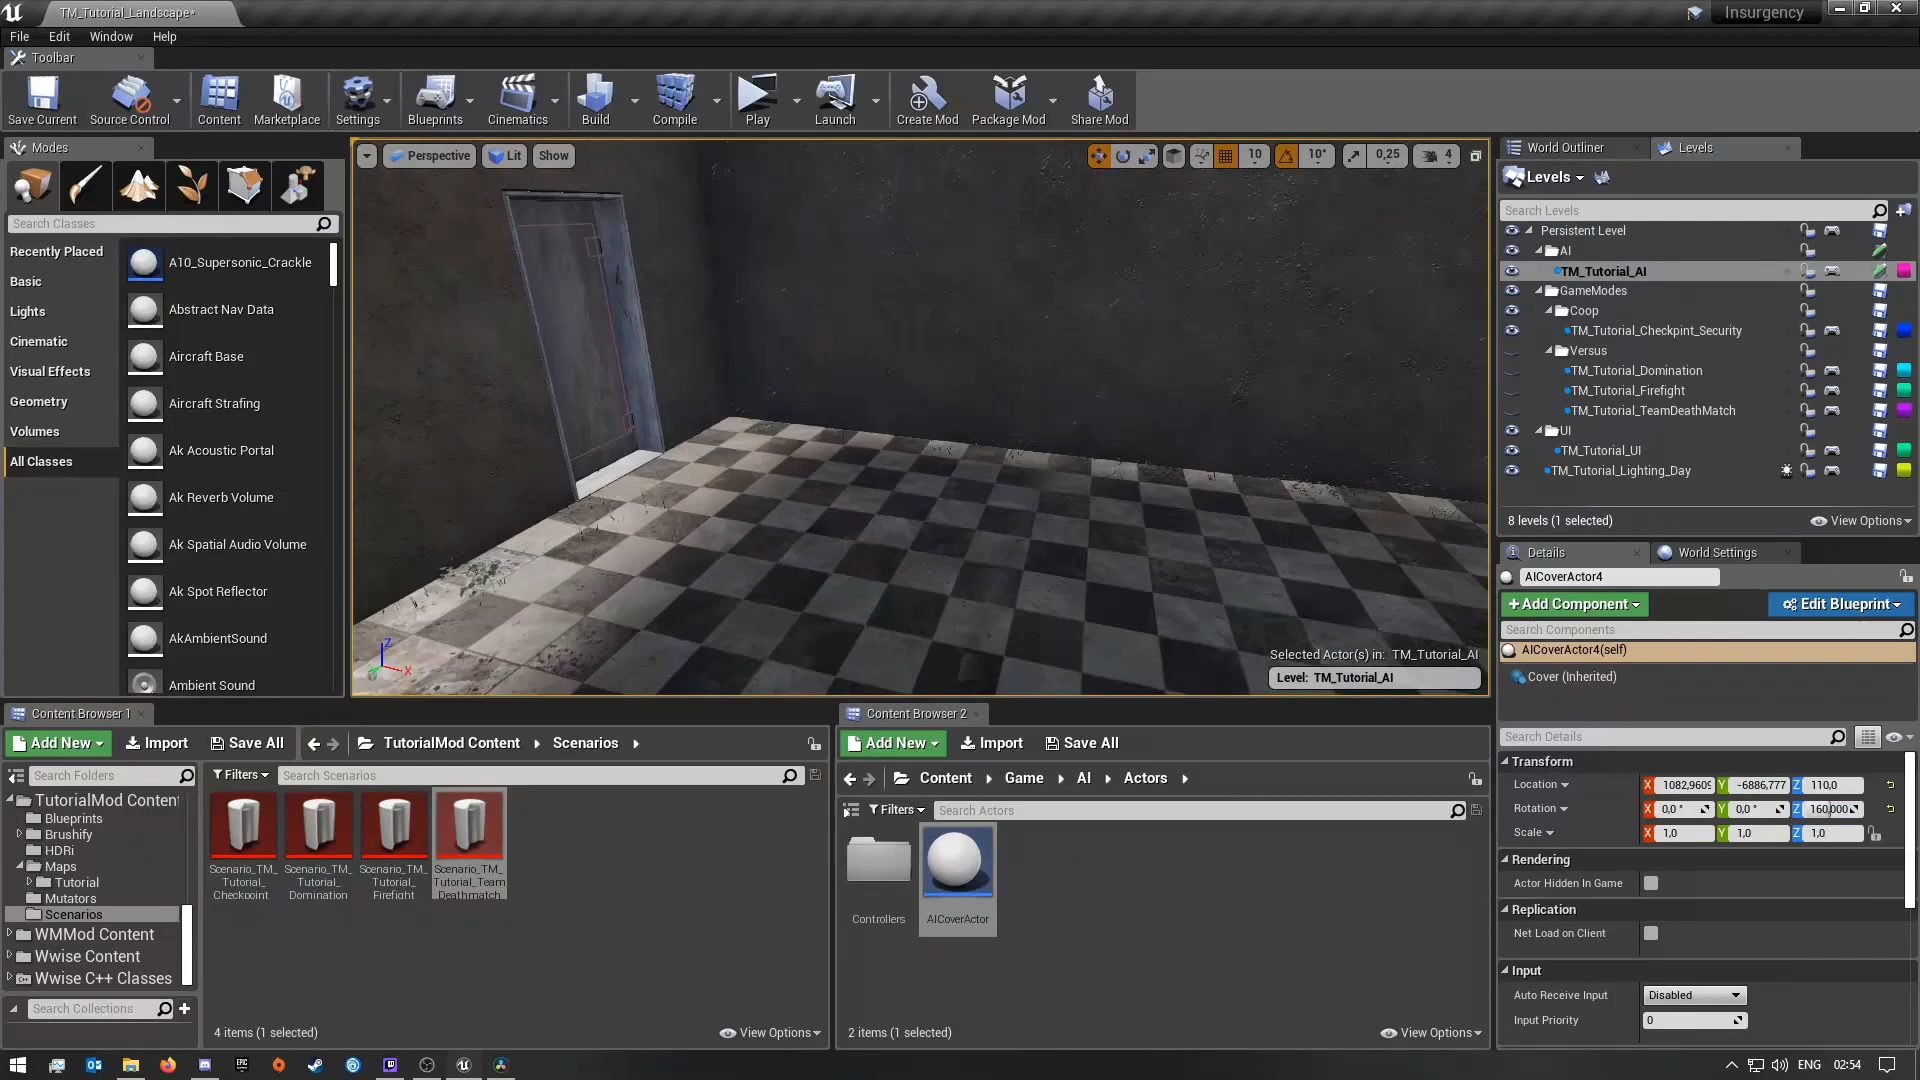 TM_Tutorial_Landscape*
Insurgency
File Edit Window Help
Toolbar
Save Current Source Control Content Marketplace Settings Blueprints Cinematics Build Compile Play Launch Create Mod Package Mod Share Mod
Modes
Search Classes
Recently Placed
Basic
Lights
Cinematic
Visual Effects
Geometry
Volumes
All Classes
A10_Supersonic_Crackle
Abstract Nav Data
Aircraft Base
Aircraft Strafing
Ak Acoustic Portal
Ak Reverb Volume
Ak Spatial Audio Volume
Ak Spot Reflector
AkAmbientSound
Ambient Sound
Perspective Lit Show 10 10° 0,25 4
Z
X
Selected Actor(s) in: TM_Tutorial_AI
Level: TM_Tutorial_AI
World Outliner Levels
Levels
Search Levels
Persistent Level
AI
TM_Tutorial_AI
GameModes
Coop
TM_Tutorial_Checkpint_Security
Versus
TM_Tutorial_Domination
TM_Tutorial_Firefight
TM_Tutorial_TeamDeathMatch
UI
TM_Tutorial_UI
TM_Tutorial_Lighting_Day
8 levels (1 selected) View Options
Details World Settings
AICoverActor4
+Add Component Edit Blueprint
Search Components
AICoverActor4(self)
Cover (Inherited)
Search Details
Transform
Location X 1082,960 Y -6886,777 Z 110,0
Rotation X 0,0 ° Y 0,0 ° Z 160,000
Scale X 1,0 Y 1,0 Z 1,0
Rendering
Actor Hidden In Game
Replication
Net Load on Client
Input
Auto Receive Input Disabled
Input Priority 0
Content Browser 1
Add New Import Save All TutorialMod Content Scenarios
Search Folders
TutorialMod Conten
Blueprints
Brushify
HDRi
Maps
Tutorial
Mutators
Scenarios
WMMod Content
Wwise Content
Wwise C++ Classes
Search Collections
Filters Search Scenarios
Scenario_TM_
Tutorial_
Checkpoint
Scenario_TM_
Tutorial_
Domination
Scenario_TM_
Tutorial_
Firefight
Scenario_TM_
Tutorial_Team
Deathmatch
4 items (1 selected) View Options
Content Browser 2
Add New Import Save All
Content Game AI Actors
Filters Search Actors
Controllers
AICoverActor
2 items (1 selected) View Options
EPIC
ENG 02:54